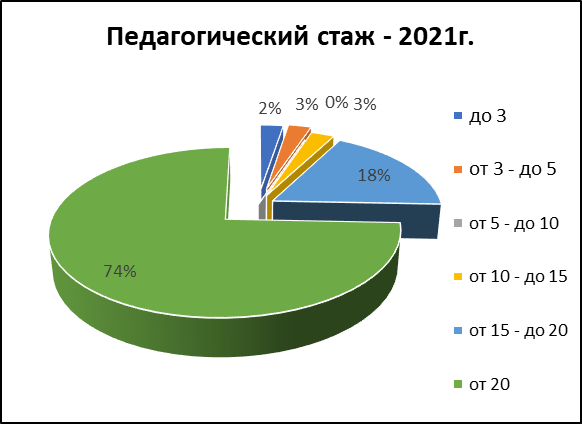 Педагогический стаж - 2021г.
2% 3% 0% 3%
18%
74%
до 3
от 3 - до 5
от 5 - до 10
от 10 - до 15
от 15 - до 20
от 20